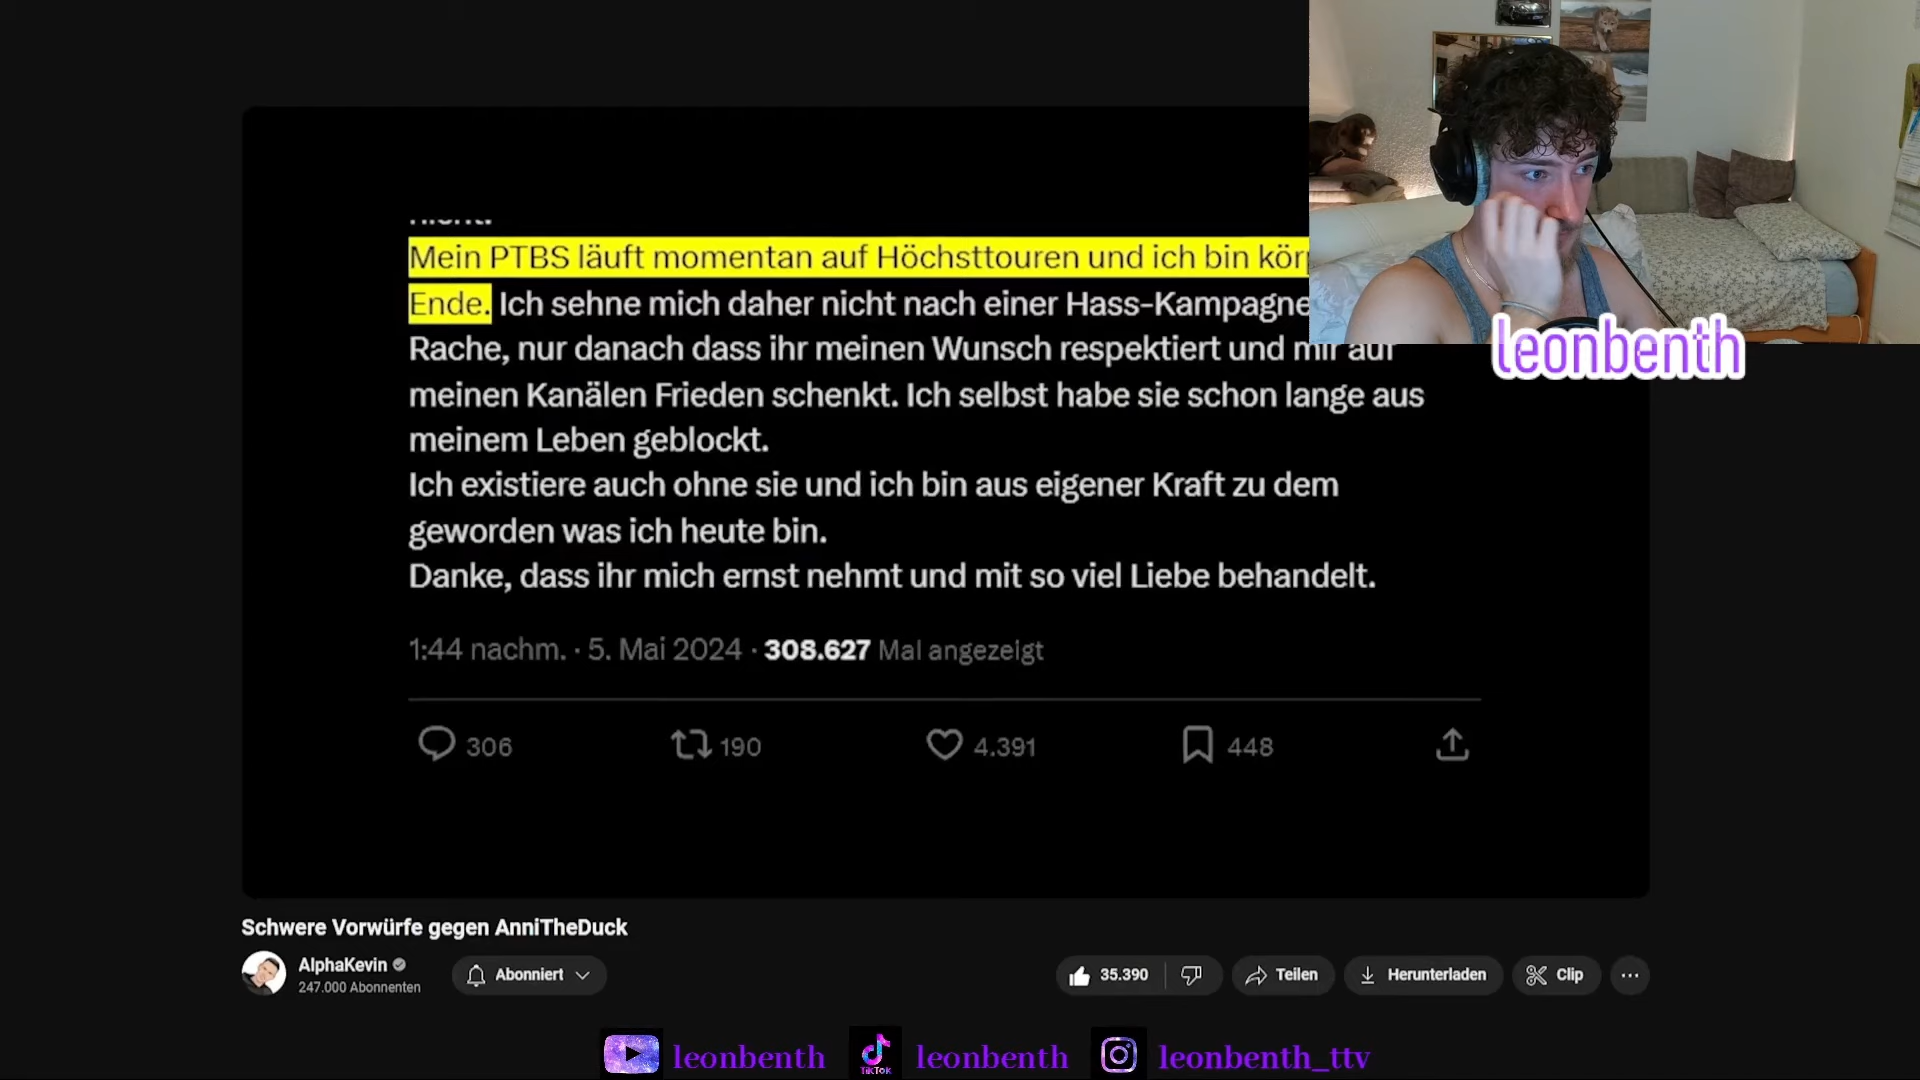 Mein PTBS läuft momentan auf Höchsttouren und ich bin
Ende. Ich sehne mich daher nicht nach einer Hass-Kampagne
Rache, nur danach dass ihr meinen Wunsch respektiert und mir auf
meinen Kanälen Frieden schenkt. Ich selbst habe sie schon lange aus
meinem Leben geblockt.
Ich existiere auch ohne sie und ich bin aus eigener Kraft zu dem
geworden was ich heute bin.
Danke, dass ihr mich ernst nehmt und mit so viel Liebe behandelt.
1:44 nachm. · 5. Mai 2024 · 308.627 Mal angezeigt
306 190 4.391 448
leonbenth
Schwere Vorwürfe gegen AnniTheDuck
AlphaKevin
247.000 Abonnenten
Abonniert
35.390 Teilen Herunterladen Clip
leonbenth TikTok leonbenth leonbenth_ttv